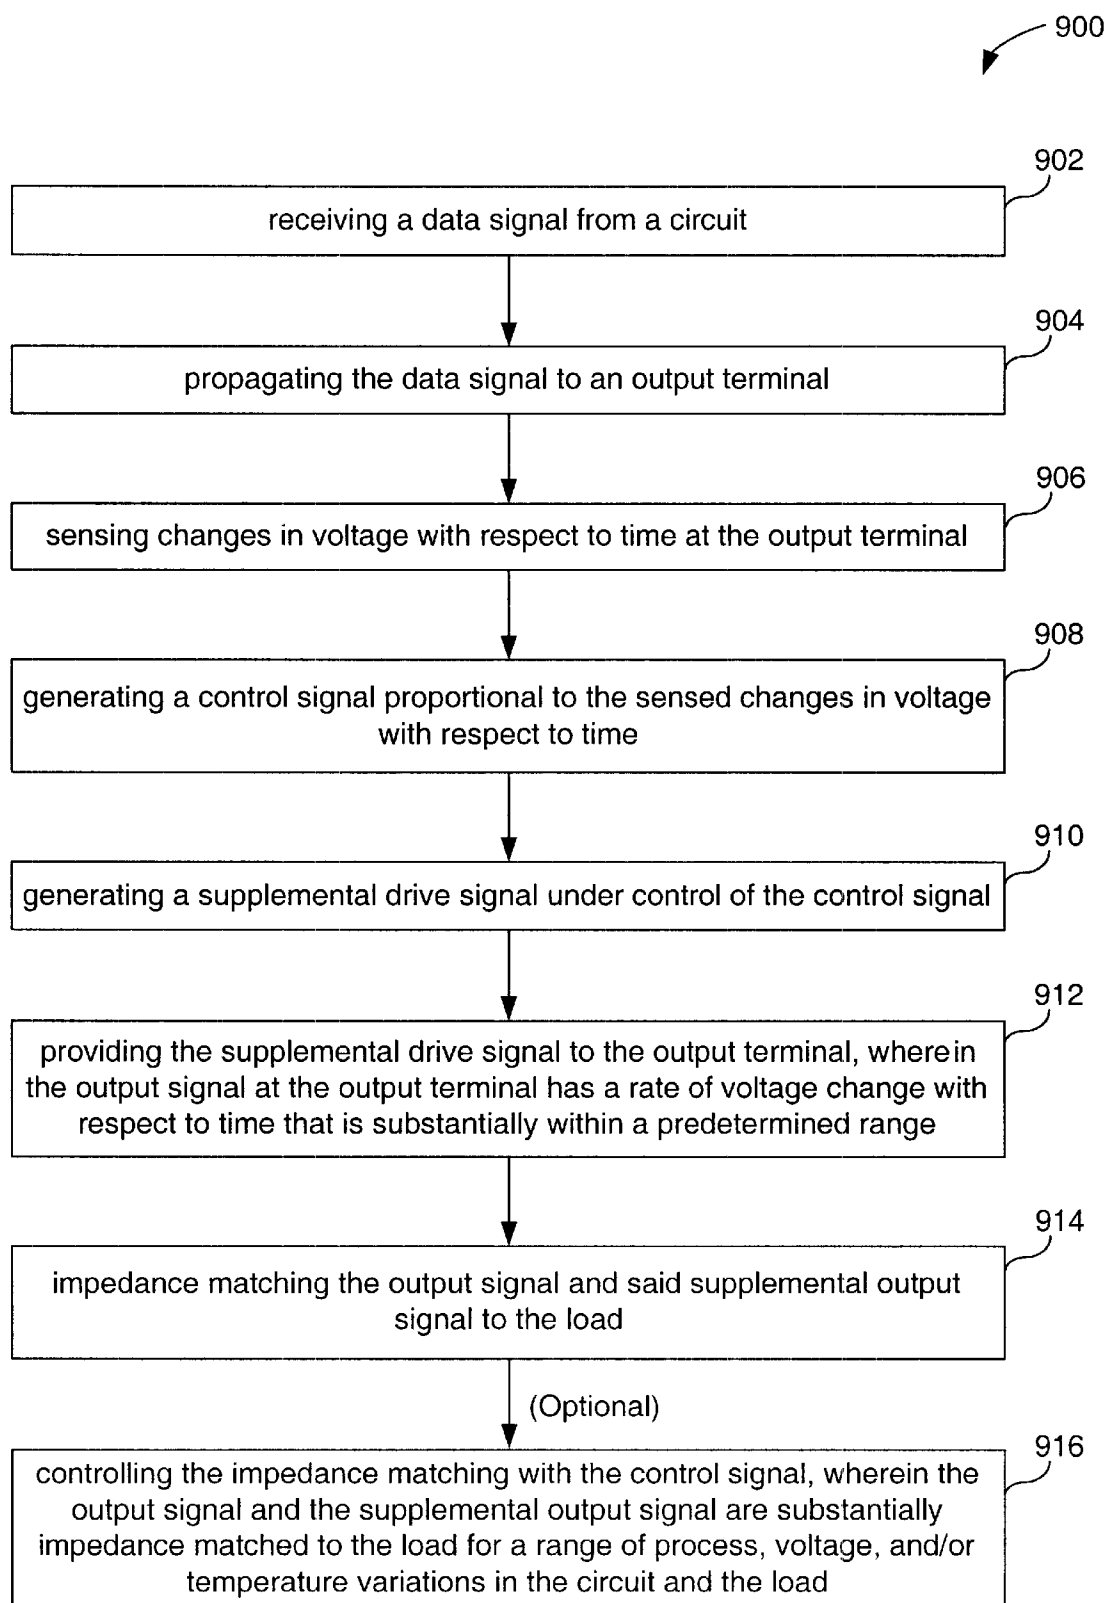 900
902
receiving a data signal from a circuit
904
propagating the data signal to an output terminal
906
sensing changes in voltage with respect to time at the output terminal
908
generating a control signal proportional to the sensed changes in voltage
with respect to time
910
generating a supplemental drive signal under control of the control signal
912
providing the supplemental drive signal to the output terminal, wherein
the output signal at the output terminal has a rate of voltage change with
respect to time that is substantially within a predetermined range
914
impedance matching the output signal and said supplemental output
signal to the load
(Optional)
916
controlling the impedance matching with the control signal, wherein the
output signal and the supplemental output signal are substantially
impedance matched to the load for a range of process, voltage, and/or
temperature variations in the circuit and the load